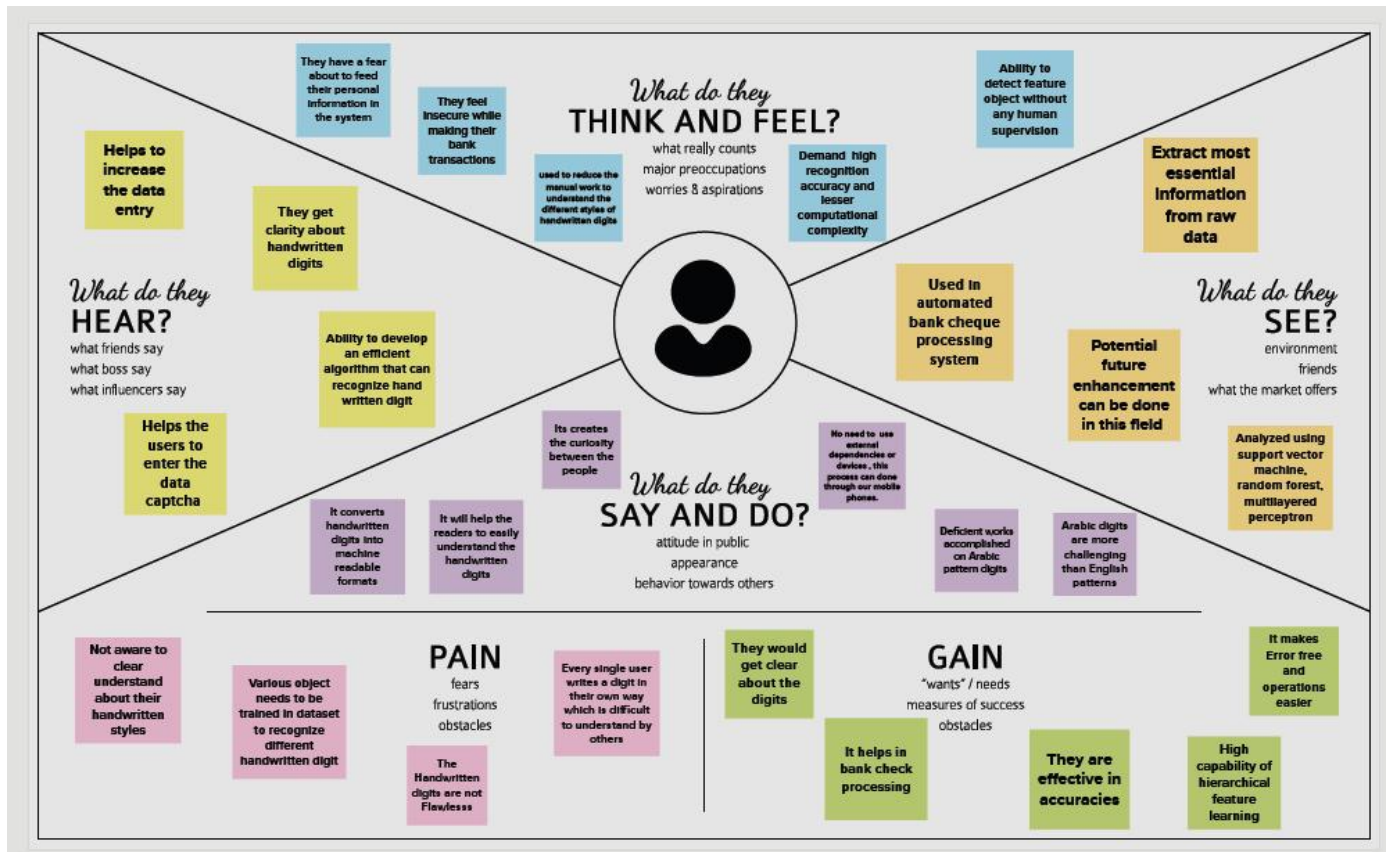 They have a fear
about to feed
their personal
information in
the system
They feel
insecure while
making their
bank
transactions
used to reduce the
manual work to
understand the
different styles of
handwritten digits
What do they
THINK AND FEEL?
what really counts
major preoccupations
worries & aspirations
Demand high
recognition
accuracy and
lesser
computational
complexity
Ability to
detect feature
object without
any human
supervision
Helps to
increase
the data
entry
They get
clarity about
handwritten
digits
What do they
HEAR?
what friends say
what boss say
what influencers say
Ability to develop
an efficient
algorithm that can
recognize hand
written digit
Helps the
users to
enter the
data
captcha
Extract most
essential
information
from raw
data
Used in
automated
bank cheque
processing
system
What do they
SEE?
environment
friends
what the market offers
Potential
future
enhancement
can be done
in this field
Analyzed using
support vector
machine,
random forest,
multilayered
perceptron
Its creates
the curiosity
between the
people
What do they
SAY AND DO?
attitude in public
appearance
behavior towards others
No need to use
external
dependencies or
devices , this
process can done
through our mobile
phones.
It converts
handwritten
digits into
machine
readable
formats
It will help the
readers to easily
understand the
handwritten
digits
Deficient works
accomplished
on Arabic
pattern digits
Arabic digits
are more
challenging
than English
patterns
Not aware to
clear
understand
about their
handwritten
styles
Various object
needs to be
trained in dataset
to recognize
different
handwritten digit
PAIN
fears
frustrations
obstacles
The
Handwritten
digits are not
Flawlesss
Every single user
writes a digit in
their own way
which is difficult
to understand by
others
They would
get clear
about the
digits
GAIN
"wants" / needs
measures of success
obstacles
It helps in
bank check
processing
They are
effective in
accuracies
It makes
Error free
and
operations
easier
High
capability of
hierarchical
feature
learning